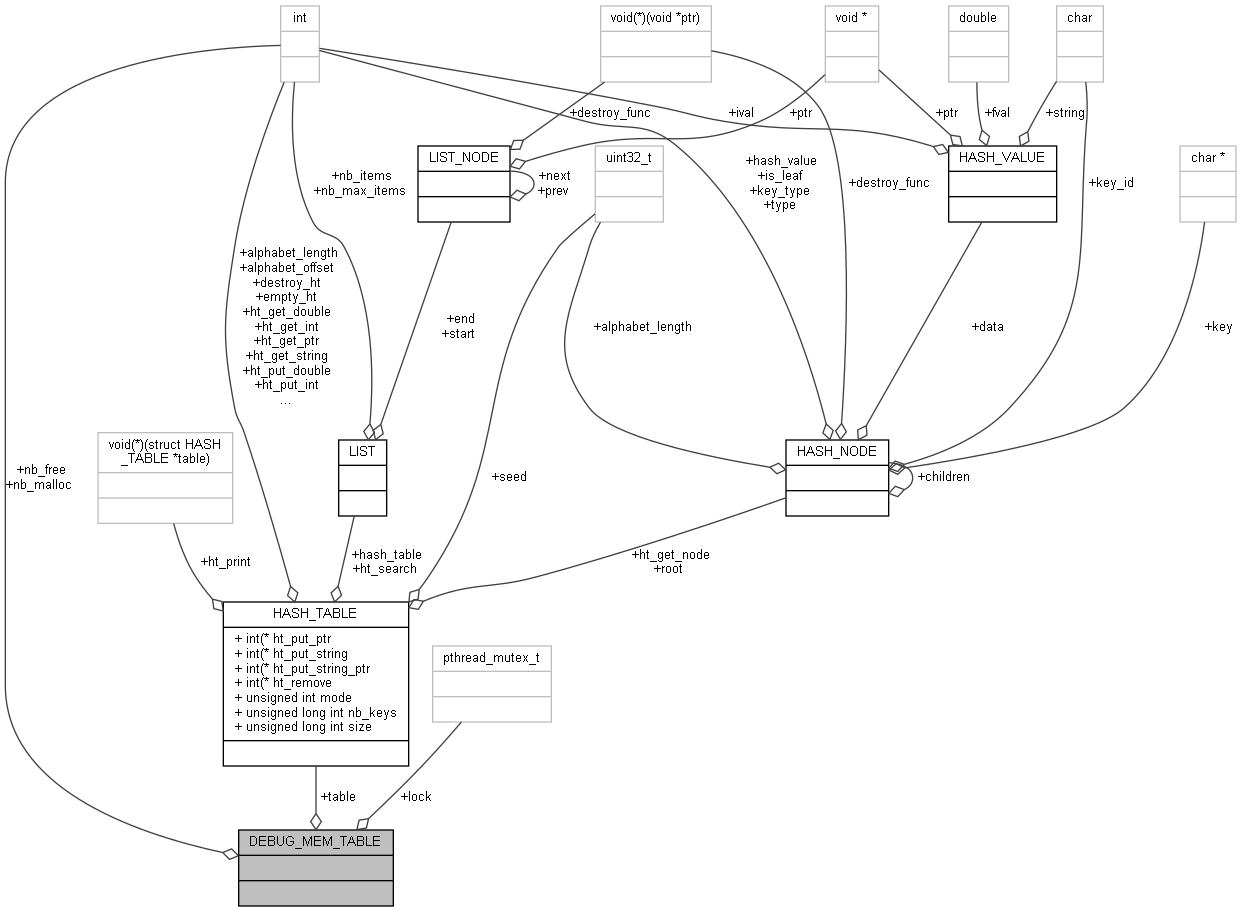 int
void(*)(void *ptr)
void *
double
char
+destroy_func
+ival
+ptr
+ptr
+fval
+string
LIST_NODE
uint32_t
HASH_VALUE
char *
+nb_items
+nb_max_items
+next
+prev
+hash_value
+is_leaf
+key_type
+type
+destroy_func
+key_id
+alphabet_length
+alphabet_offset
+destroy_ht
+empty_ht
+ht_get_double
+ht_get_int
+ht_get_ptr
+ht_get_string
+ht_put_double
+ht_put_int
...
+end
+start
+alphabet_length
+data
+key
void(*)(struct HASH
_TABLE *table)
LIST
HASH_NODE
+nb_free
+nb_malloc
+seed
+children
+ht_print
+hash_table
+ht_search
+ht_get_node
+root
HASH_TABLE
+ int(* ht_put_ptr
+ int(* ht_put_string
+ int(* ht_put_string_ptr
+ int(* ht_remove
+ unsigned int mode
+ unsigned long int nb_keys
+ unsigned long int size
pthread_mutex_t
+table
+lock
DEBUG_MEM_TABLE